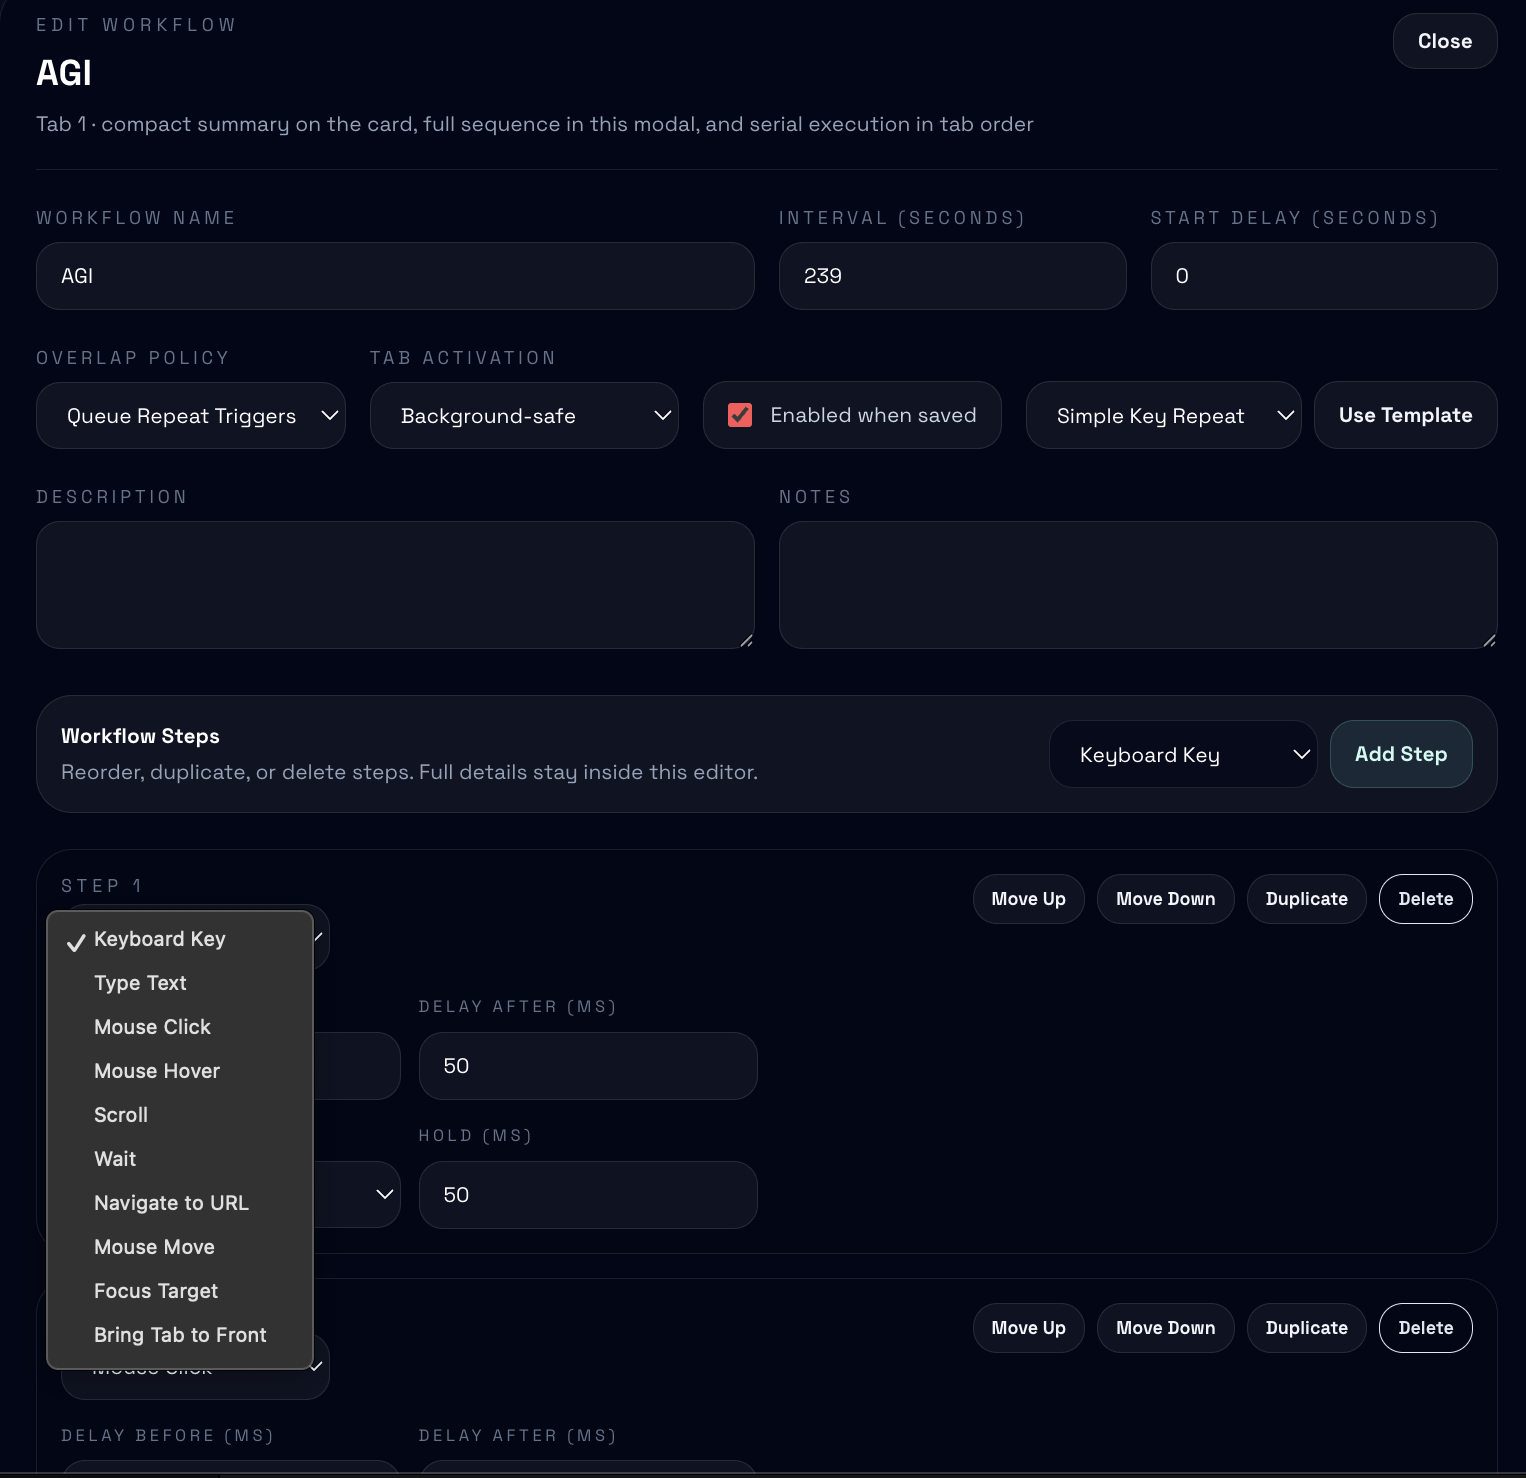 EDIT WORKFLOW
Close
AGI
Tab 1 · compact summary on the card, full sequence in this modal, and serial execution in tab order
WORKFLOW NAME
INTERVAL (SECONDS)
START DELAY (SECONDS)
AGI
239
0
OVERLAP POLICY
TAB ACTIVATION
Queue Repeat Triggers
Background-safe
Enabled when saved
Simple Key Repeat
Use Template
DESCRIPTION
NOTES
Workflow Steps
Reorder, duplicate, or delete steps. Full details stay inside this editor.
Keyboard Key
Add Step
STEP 1
Move Up
Move Down
Duplicate
Delete
Keyboard Key
Type Text
Mouse Click
Mouse Hover
Scroll
Wait
Navigate to URL
Mouse Move
Focus Target
Bring Tab to Front
DELAY AFTER (MS)
50
HOLD (MS)
50
Move Up
Move Down
Duplicate
Delete
Mouse Click
DELAY BEFORE (MS)
DELAY AFTER (MS)